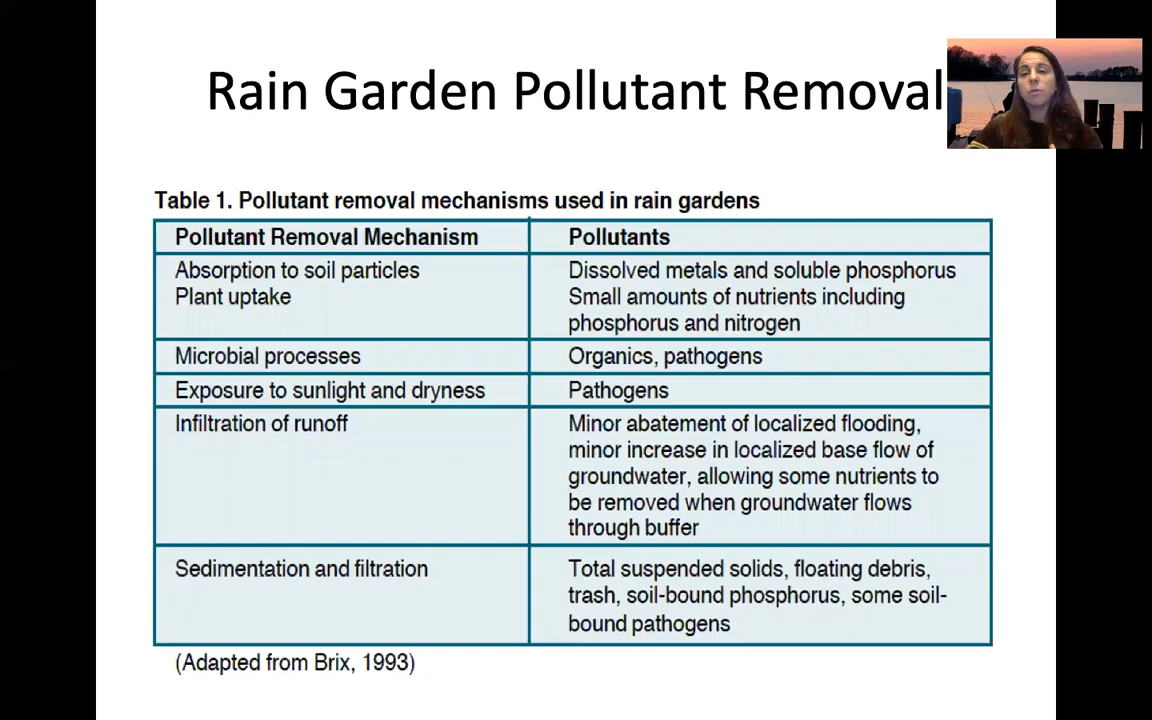 Rain Garden Pollutant Removal
Table 1. Pollutant removal mechanisms used in rain gardens
Pollutant Removal Mechanism Pollutants
Absorption to soil particles Dissolved metals and soluble phosphorus
Plant uptake Small amounts of nutrients including
phosphorus and nitrogen
Microbial processes Organics, pathogens
Exposure to sunlight and dryness Pathogens
Infiltration of runoff Minor abatement of localized flooding,
minor increase in localized base flow of
groundwater, allowing some nutrients to
be removed when groundwater flows
through buffer
Sedimentation and filtration Total suspended solids, floating debris,
trash, soil-bound phosphorus, some soil-
bound pathogens
(Adapted from Brix, 1993)